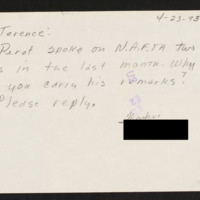 4-23-93
Terence:
Perot spoke on N.A.F.TA two
s in the last month. Why
you carry his remarks?
Please reply.